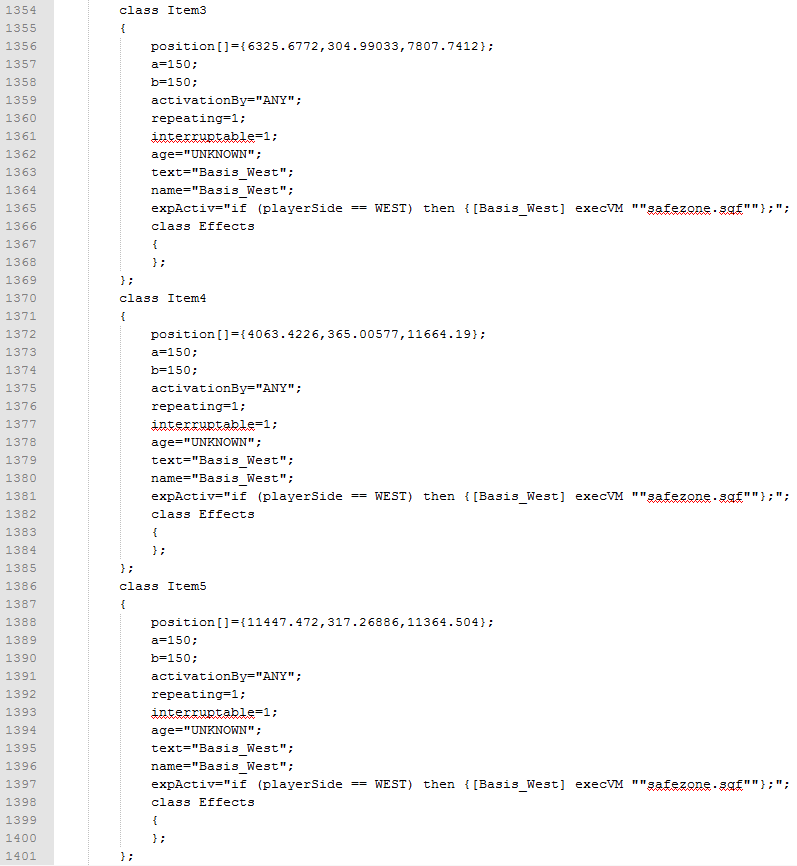 1354 class Item3
1355 {
1356 position[]={6325.6772,304.99033,7807.7412};
1357 a=150;
1358 b=150;
1359 activationBy="ANY";
1360 repeating=1;
1361 interruptable=1;
1362 age="UNKNOWN";
1363 text="Basis_West";
1364 name="Basis_West";
1365 expActiv="if (playerSide == WEST) then {[Basis_West] execVM ""safezone.sqf""};";
1366 class Effects
1367 {
1368 };
1369 };
1370 class Item4
1371 {
1372 position[]={4063.4226,365.00577,11664.19};
1373 a=150;
1374 b=150;
1375 activationBy="ANY";
1376 repeating=1;
1377 interruptable=1;
1378 age="UNKNOWN";
1379 text="Basis_West";
1380 name="Basis_West";
1381 expActiv="if (playerSide == WEST) then {[Basis_West] execVM ""safezone.sqf""};";
1382 class Effects
1383 {
1384 };
1385 };
1386 class Item5
1387 {
1388 position[]={11447.472,317.26886,11364.504};
1389 a=150;
1390 b=150;
1391 activationBy="ANY";
1392 repeating=1;
1393 interruptable=1;
1394 age="UNKNOWN";
1395 text="Basis_West";
1396 name="Basis_West";
1397 expActiv="if (playerSide == WEST) then {[Basis_West] execVM ""safezone.sqf""};";
1398 class Effects
1399 {
1400 };
1401 };